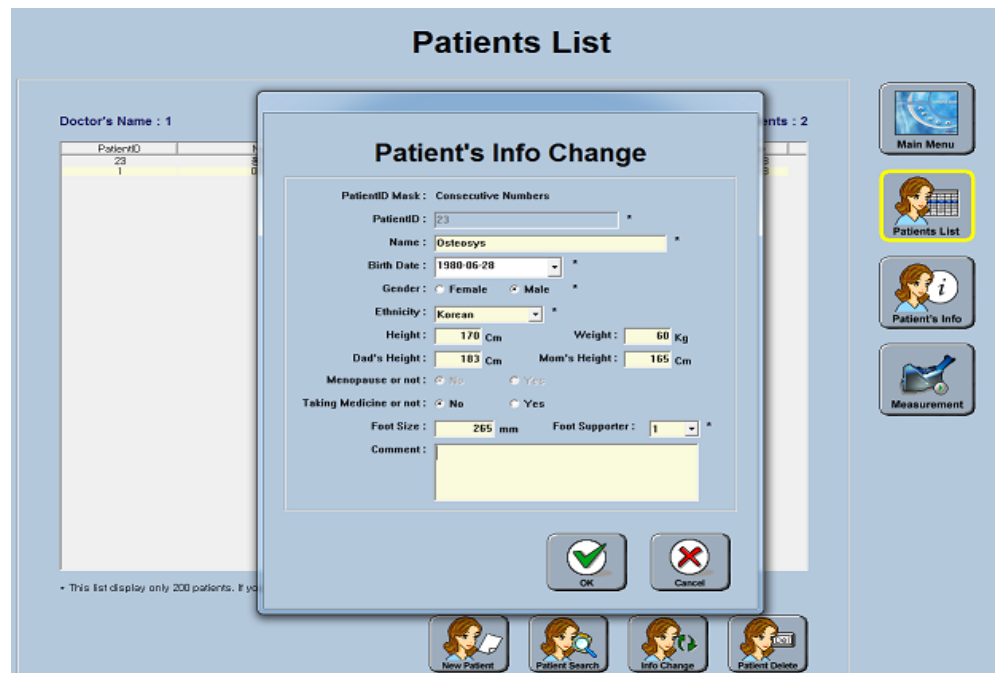 Patients List
Doctor's Name : 1
ents : 2
PatientID
23
1
Patient's Info Change
PatientID Mask : Consecutive Numbers
PatientID : 23 *
Name : Osteosys *
Birth Date : 1980-06-28 *
Gender : Female Male *
Ethnicity : Korean *
Height : 170 Cm Weight : 60 Kg
Dad's Height : 183 Cm Mom's Height : 165 Cm
Menopause or not : No Yes
Taking Medicine or not : No Yes
Foot Size : 265 mm Foot Supporter : 1 *
Comment :
OK
Cancel
• This list display only 200 patients. If yo
New Patient
Patient Search
Info Change
Patient Delete
Main Menu
Patients List
Patient's Info
Measurement